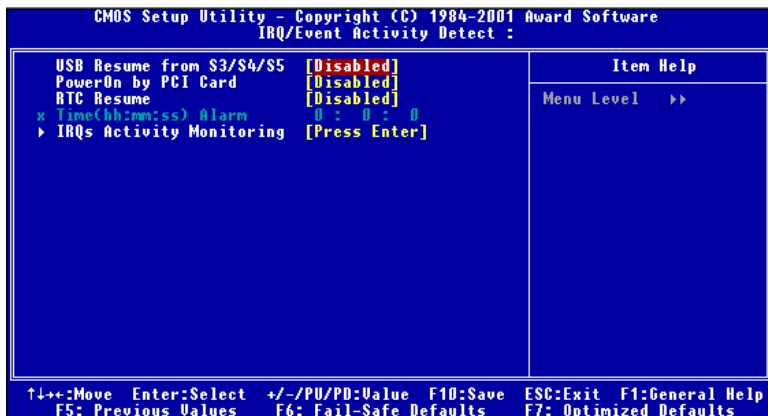 CMOS Setup Utility – Copyright (C) 1984-2001 Award Software
IRQ/Event Activity Detect :
USB Resume from S3/S4/S5 [Disabled]
PowerOn by PCI Card [Disabled]
RTC Resume [Disabled]
x Time(hh:mm:ss) Alarm 0 : 0 : 0
▸ IRQs Activity Monitoring [Press Enter]
Item Help
Menu Level ▸▸
↑↓→←:Move Enter:Select +/-/PU/PD:Value F10:Save ESC:Exit F1:General Help
F5: Previous Values F6: Fail-Safe Defaults F7: Optimized Defaults